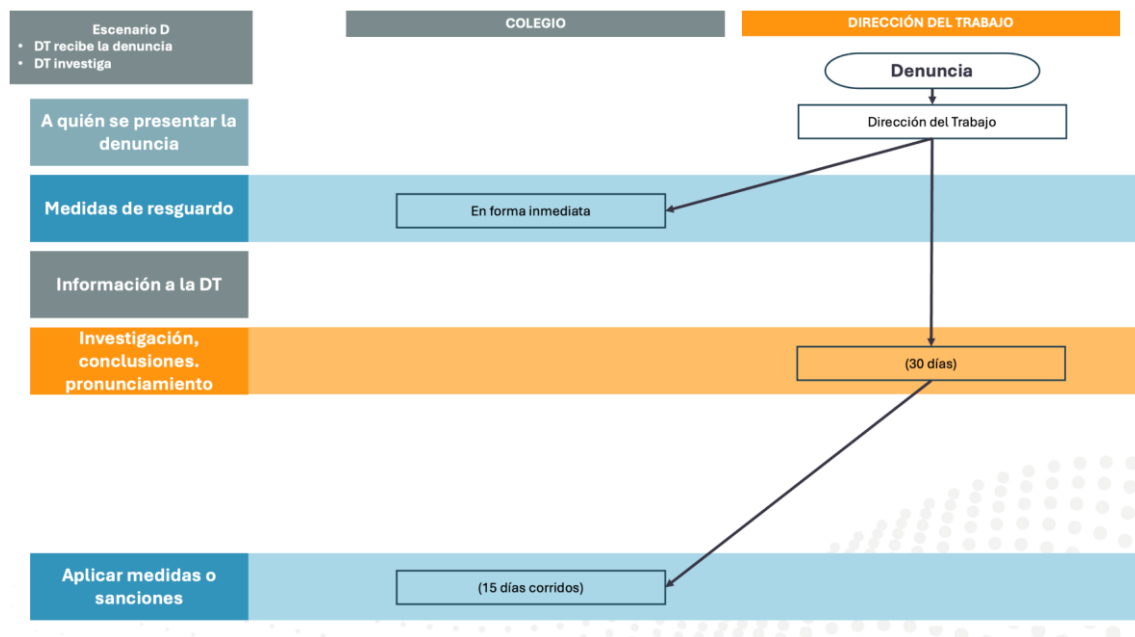 Escenario D
• DT recibe la denuncia
• DT investiga
COLEGIO
DIRECCIÓN DEL TRABAJO
Denuncia
A quién se presentar la
denuncia
Dirección del Trabajo
Medidas de resguardo
En forma inmediata
Información a la DT
Investigación,
conclusiones.
pronunciamiento
(30 días)
Aplicar medidas o
sanciones
(15 días corridos)